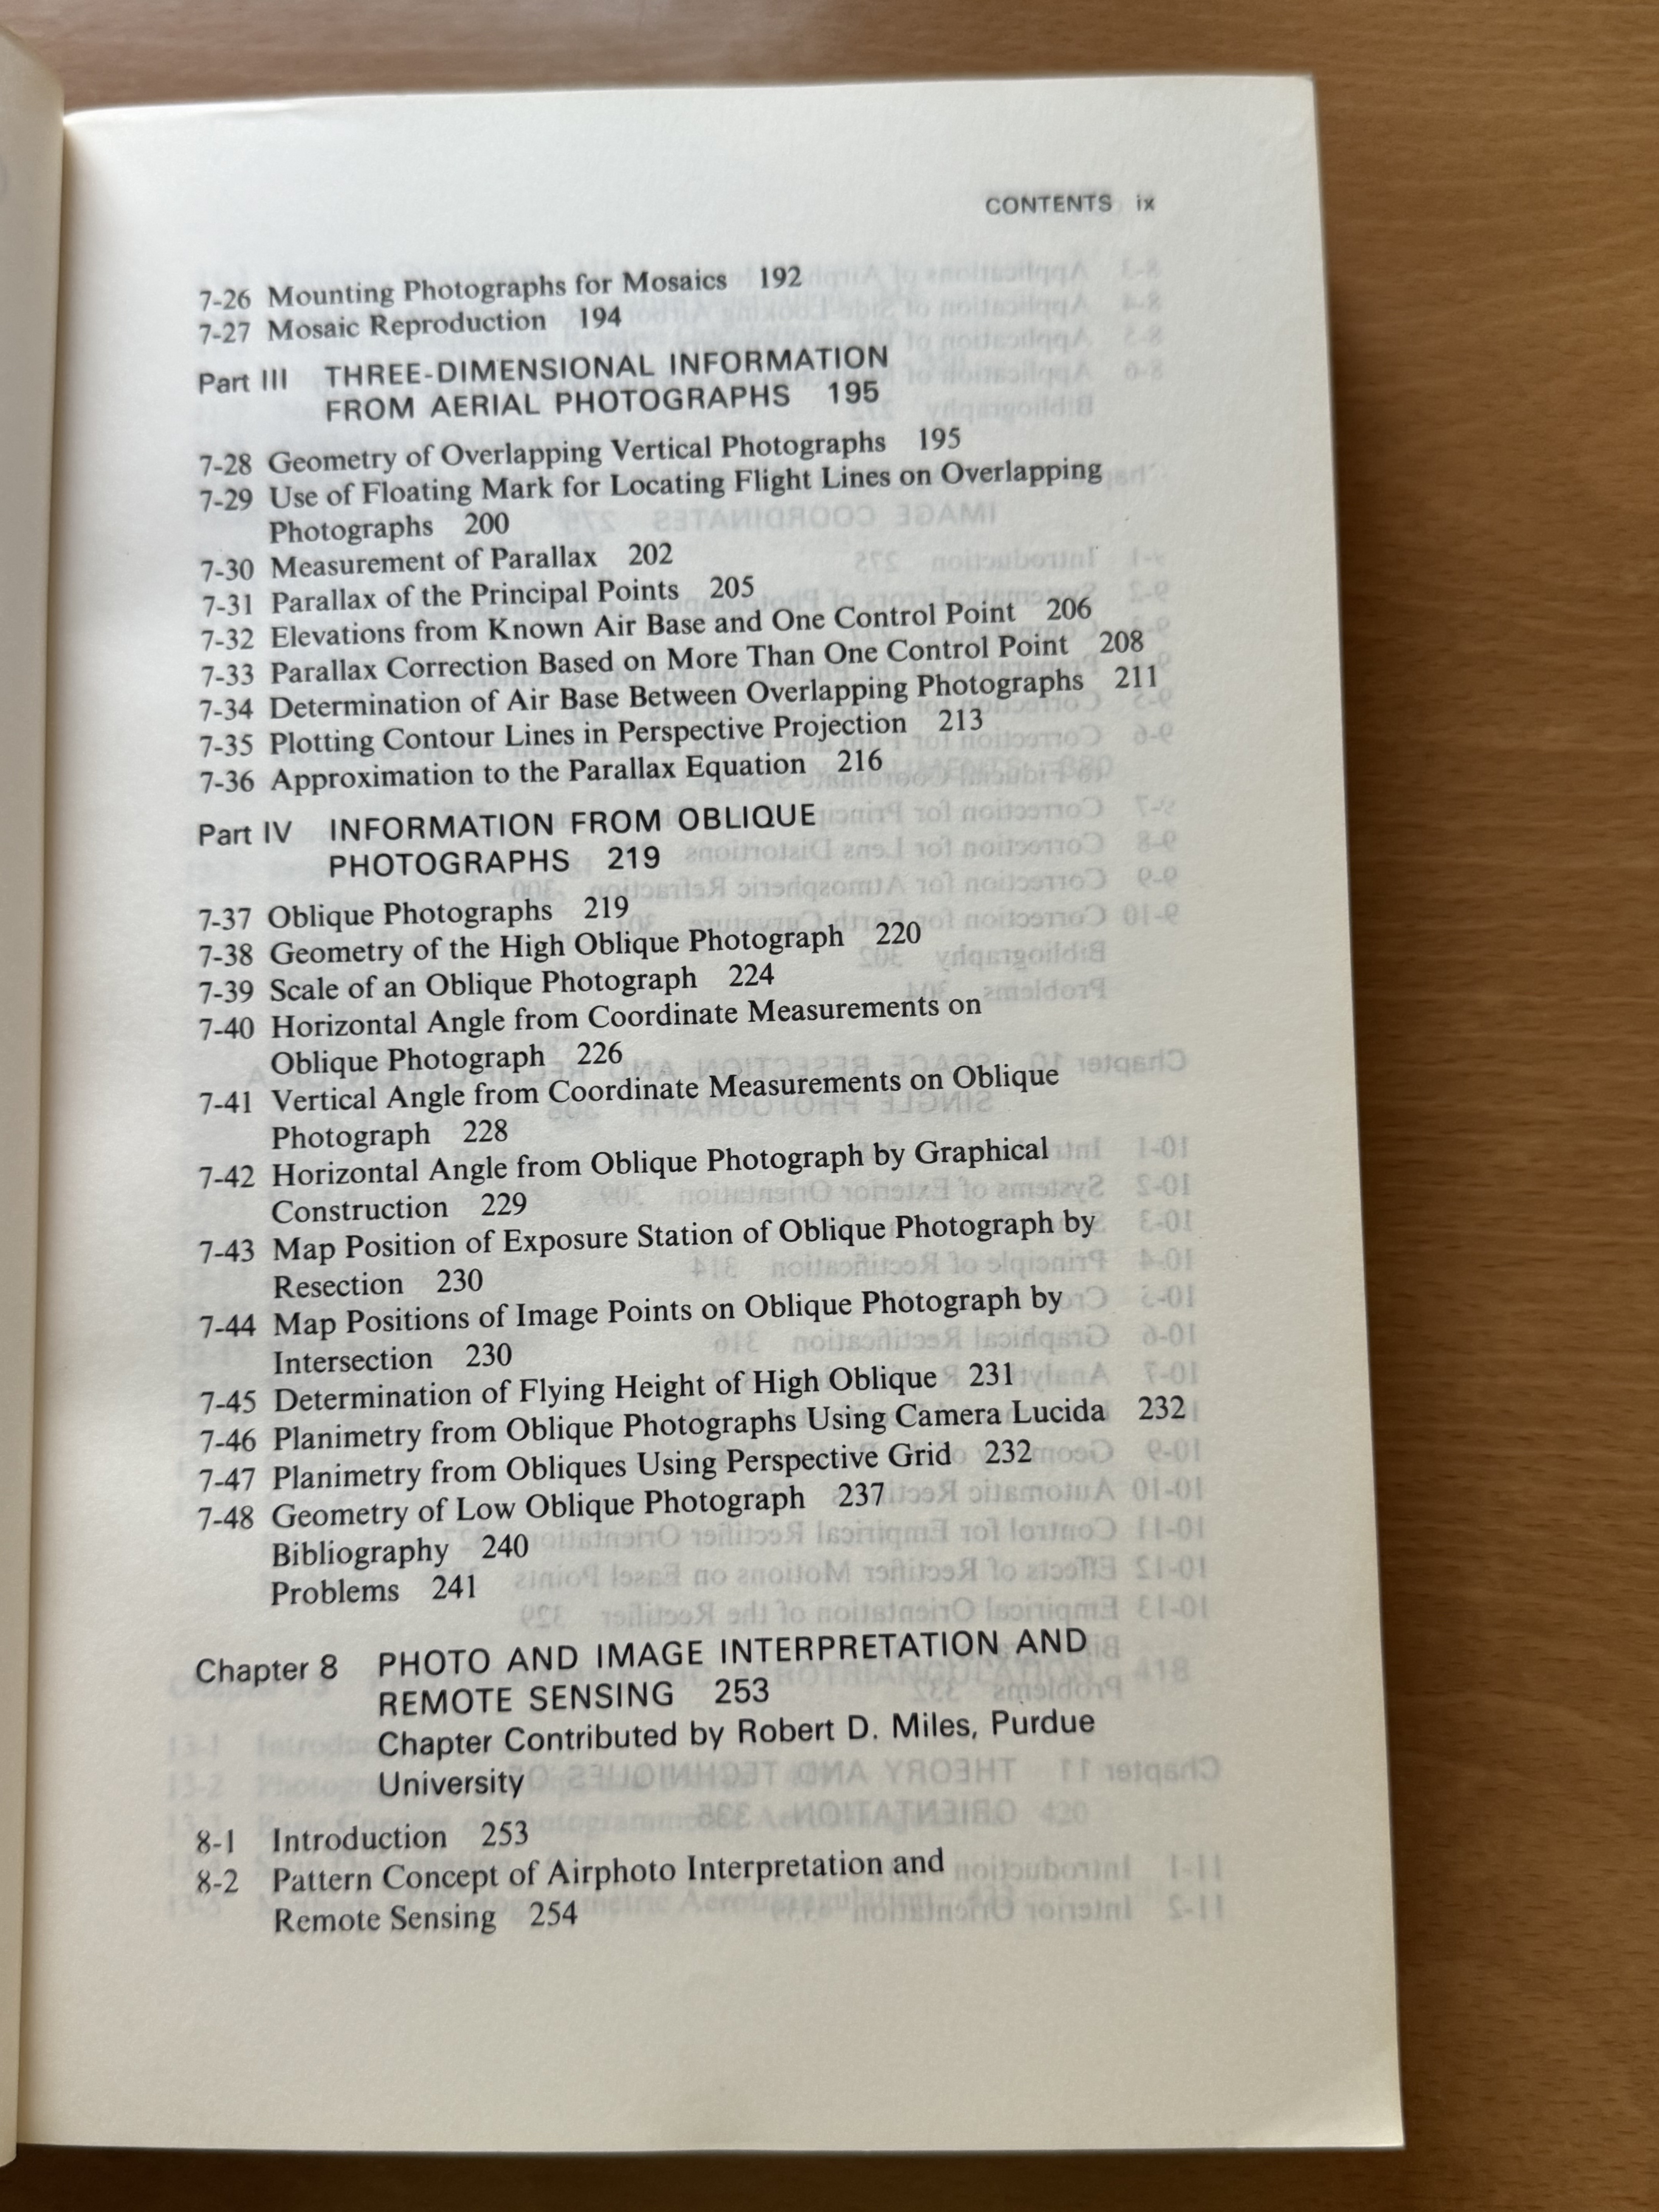 CONTENTS ix
7-26 Mounting Photographs for Mosaics 192
7-27 Mosaic Reproduction 194
Part III THREE-DIMENSIONAL INFORMATION
FROM AERIAL PHOTOGRAPHS 195
7-28 Geometry of Overlapping Vertical Photographs 195
7-29 Use of Floating Mark for Locating Flight Lines on Overlapping
Photographs 200
7-30 Measurement of Parallax 202
7-31 Parallax of the Principal Points 205
7-32 Elevations from Known Air Base and One Control Point 206
7-33 Parallax Correction Based on More Than One Control Point 208
7-34 Determination of Air Base Between Overlapping Photographs 211
7-35 Plotting Contour Lines in Perspective Projection 213
7-36 Approximation to the Parallax Equation 216
Part IV INFORMATION FROM OBLIQUE
PHOTOGRAPHS 219
7-37 Oblique Photographs 219
7-38 Geometry of the High Oblique Photograph 220
7-39 Scale of an Oblique Photograph 224
7-40 Horizontal Angle from Coordinate Measurements on
Oblique Photograph 226
7-41 Vertical Angle from Coordinate Measurements on Oblique
Photograph 228
7-42 Horizontal Angle from Oblique Photograph by Graphical
Construction 229
7-43 Map Position of Exposure Station of Oblique Photograph by
Resection 230
7-44 Map Positions of Image Points on Oblique Photograph by
Intersection 230
7-45 Determination of Flying Height of High Oblique 231
7-46 Planimetry from Oblique Photographs Using Camera Lucida 232
7-47 Planimetry from Obliques Using Perspective Grid 232
7-48 Geometry of Low Oblique Photograph 237
Bibliography 240
Problems 241
Chapter 8 PHOTO AND IMAGE INTERPRETATION AND
REMOTE SENSING 253
Chapter Contributed by Robert D. Miles, Purdue
University
8-1 Introduction 253
8-2 Pattern Concept of Airphoto Interpretation and
Remote Sensing 254